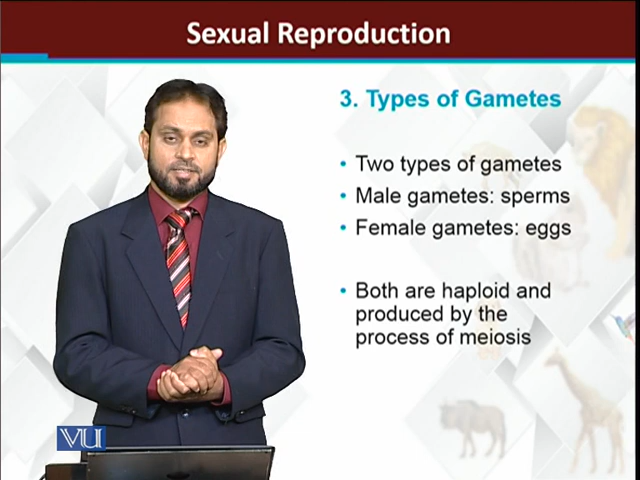 Sexual Reproduction
3. Types of Gametes
• Two types of gametes
• Male gametes: sperms
• Female gametes: eggs
• Both are haploid and
produced by the
process of meiosis
VU